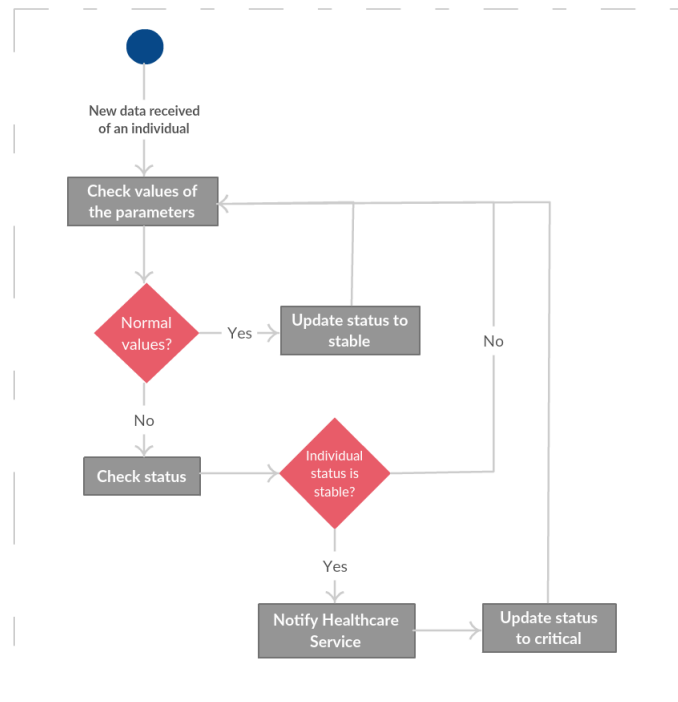 New data received
of an individual
Check values of
the parameters
Normal
values?
Yes
Update status to
stable
No
No
Check status
Individual
status is
stable?
Yes
Notify Healthcare
Service
Update status
to critical